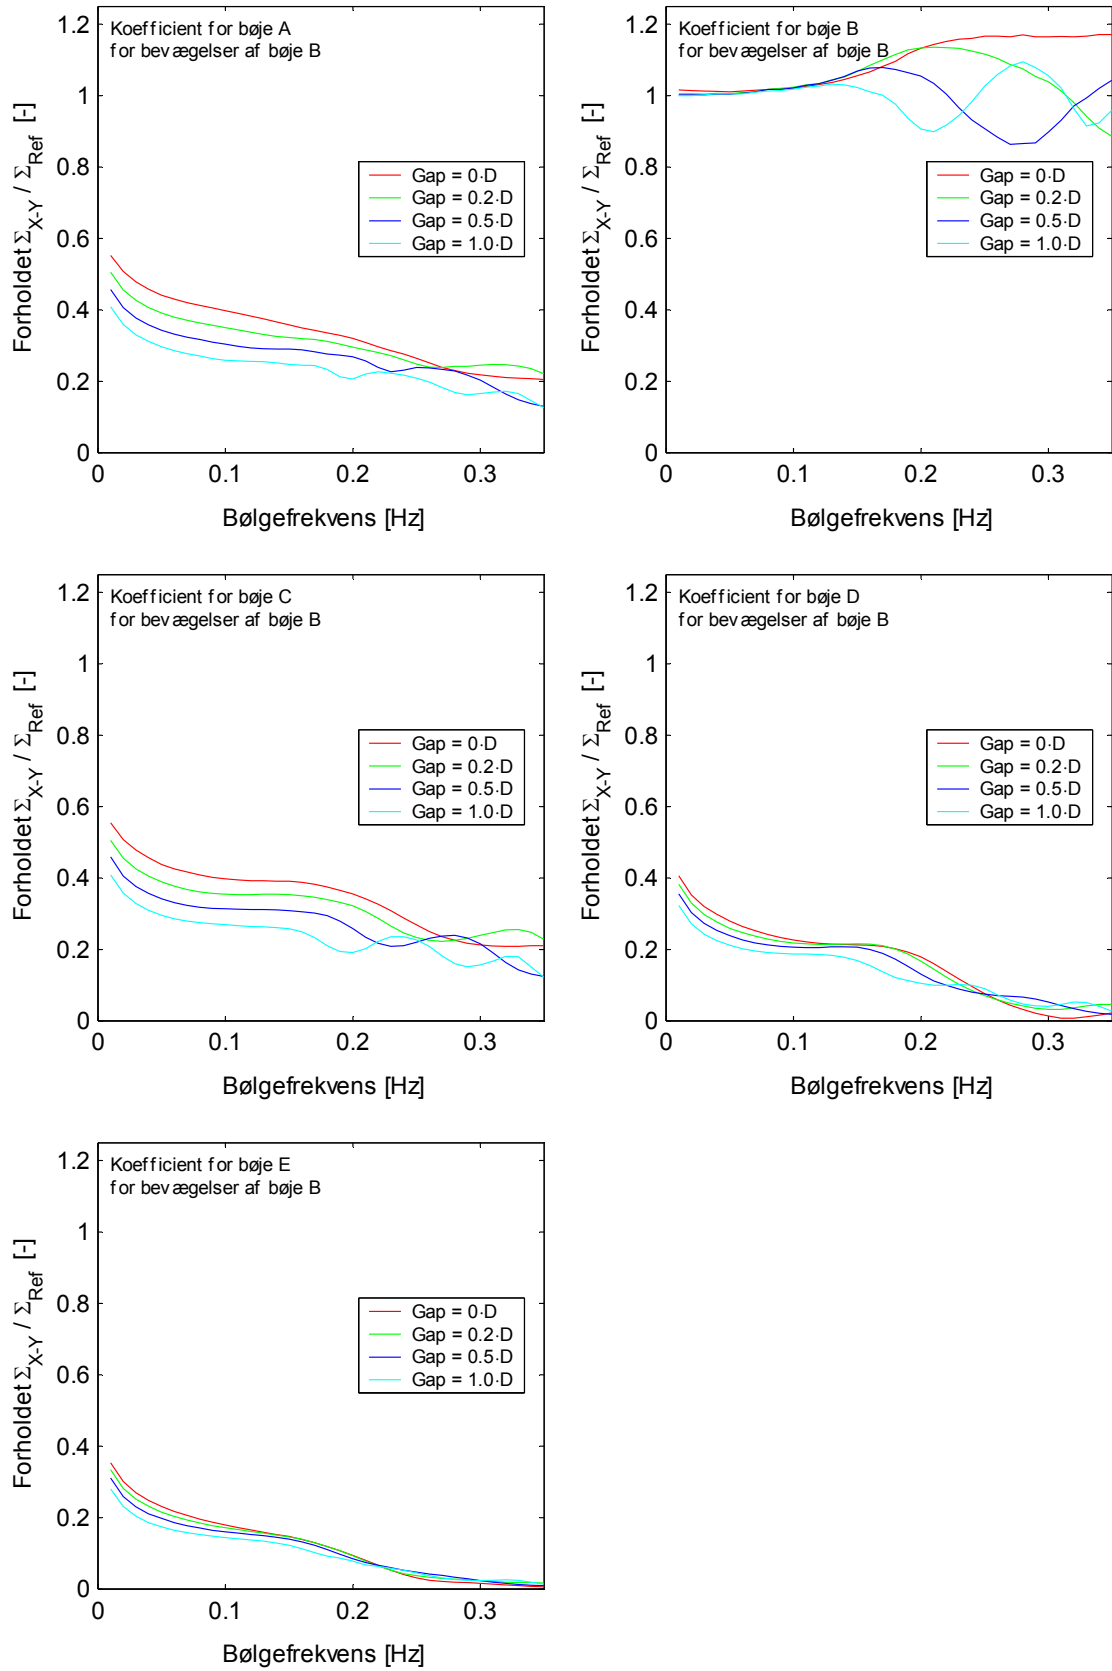 Koefficient for bøje A
for bevægelser af bøje B
Forholdet Σ_X-Y / Σ_Ref [-]
1.2
1
0.8
0.6
0.4
0.2
0
Gap = 0·D
Gap = 0.2·D
Gap = 0.5·D
Gap = 1.0·D
0 0.1 0.2 0.3
Bølgefrekvens [Hz]
Koefficient for bøje B
for bevægelser af bøje B
Forholdet Σ_X-Y / Σ_Ref [-]
1.2
1
0.8
0.6
0.4
0.2
0
Gap = 0·D
Gap = 0.2·D
Gap = 0.5·D
Gap = 1.0·D
0 0.1 0.2 0.3
Bølgefrekvens [Hz]
Koefficient for bøje C
for bevægelser af bøje B
Forholdet Σ_X-Y / Σ_Ref [-]
1.2
1
0.8
0.6
0.4
0.2
0
Gap = 0·D
Gap = 0.2·D
Gap = 0.5·D
Gap = 1.0·D
0 0.1 0.2 0.3
Bølgefrekvens [Hz]
Koefficient for bøje D
for bevægelser af bøje B
Forholdet Σ_X-Y / Σ_Ref [-]
1.2
1
0.8
0.6
0.4
0.2
0
Gap = 0·D
Gap = 0.2·D
Gap = 0.5·D
Gap = 1.0·D
0 0.1 0.2 0.3
Bølgefrekvens [Hz]
Koefficient for bøje E
for bevægelser af bøje B
Forholdet Σ_X-Y / Σ_Ref [-]
1.2
1
0.8
0.6
0.4
0.2
0
Gap = 0·D
Gap = 0.2·D
Gap = 0.5·D
Gap = 1.0·D
0 0.1 0.2 0.3
Bølgefrekvens [Hz]